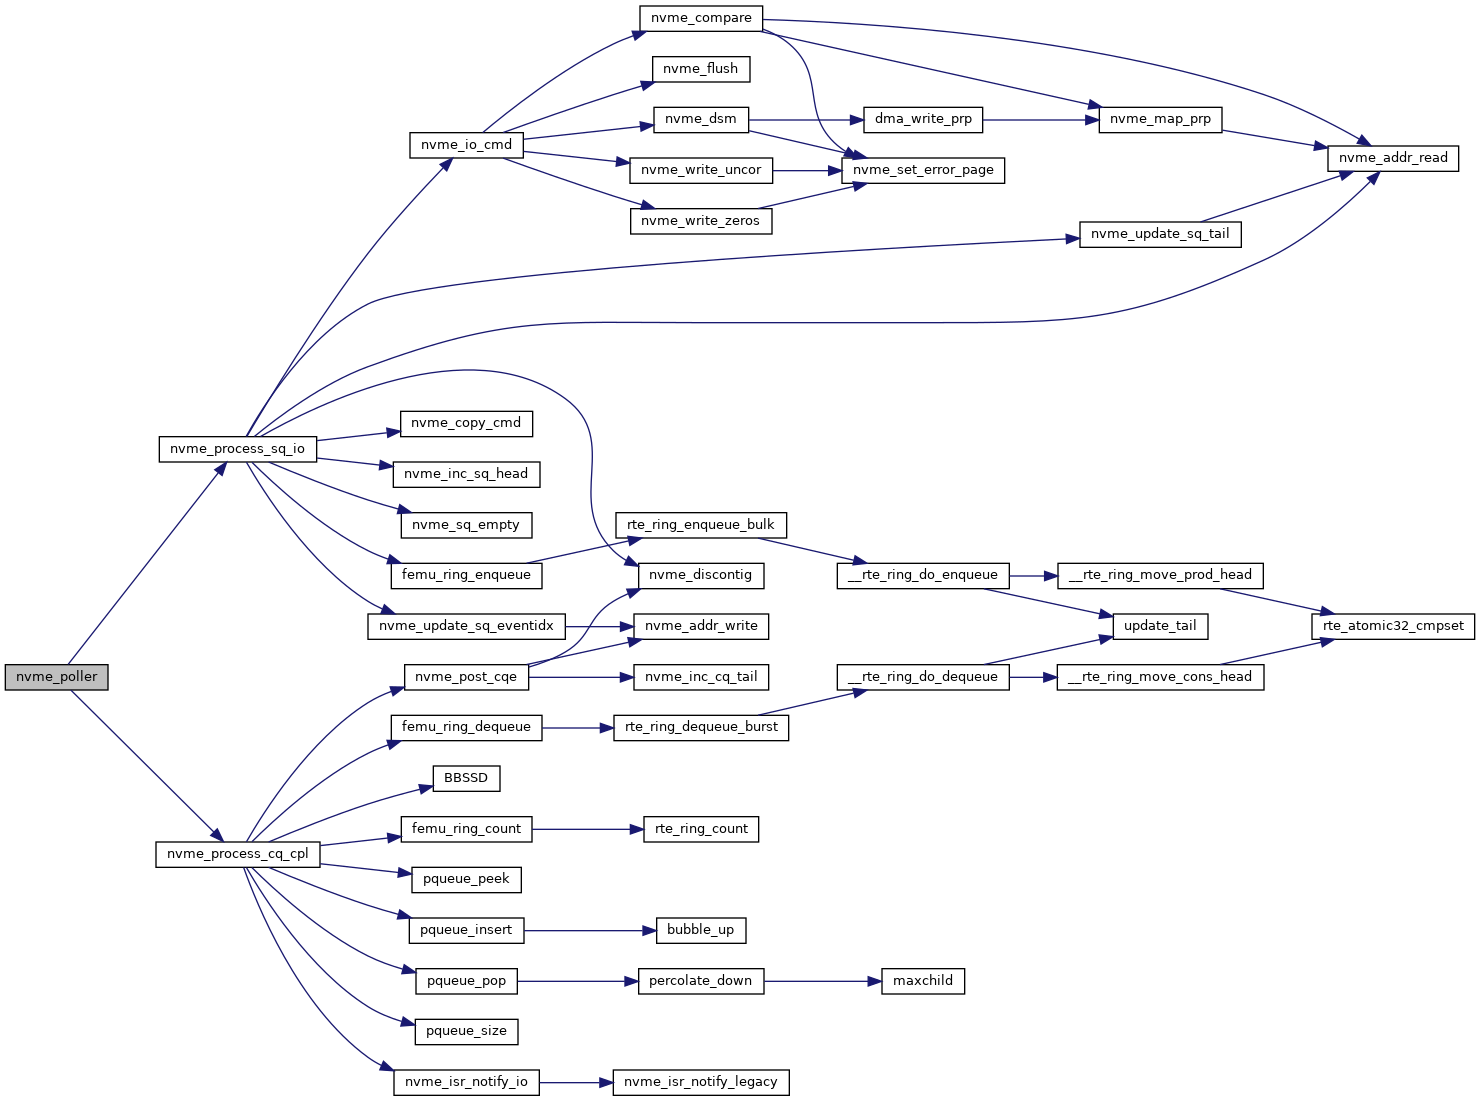 nvme_compare
nvme_flush
nvme_dsm
dma_write_prp
nvme_map_prp
nvme_io_cmd
nvme_addr_read
nvme_write_uncor
nvme_set_error_page
nvme_write_zeros
nvme_update_sq_tail
nvme_copy_cmd
nvme_process_sq_io
nvme_inc_sq_head
nvme_sq_empty
rte_ring_enqueue_bulk
femu_ring_enqueue
nvme_discontig
__rte_ring_do_enqueue
__rte_ring_move_prod_head
nvme_update_sq_eventidx
nvme_addr_write
update_tail
rte_atomic32_cmpset
nvme_poller
nvme_post_cqe
nvme_inc_cq_tail
__rte_ring_do_dequeue
__rte_ring_move_cons_head
femu_ring_dequeue
rte_ring_dequeue_burst
BBSSD
femu_ring_count
rte_ring_count
nvme_process_cq_cpl
pqueue_peek
pqueue_insert
bubble_up
pqueue_pop
percolate_down
maxchild
pqueue_size
nvme_isr_notify_io
nvme_isr_notify_legacy